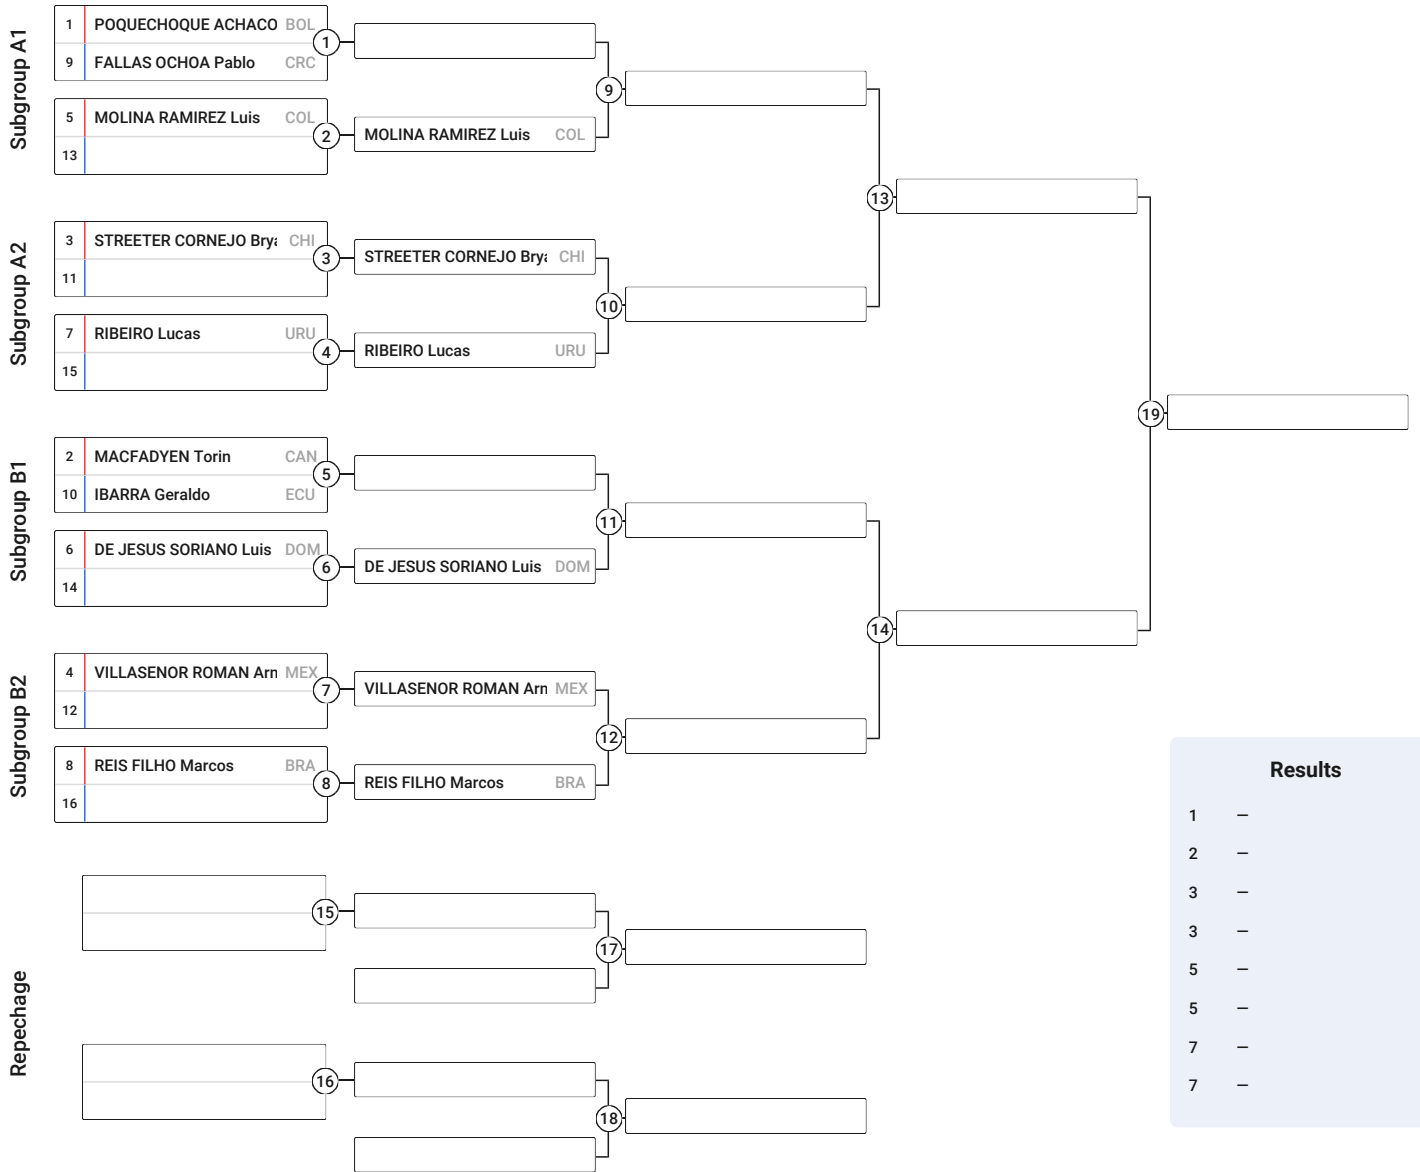 Subgroup A1
1 POQUECHOQUE ACHACO BOL
9 FALLAS OCHOA Pablo CRC
1
5 MOLINA RAMIREZ Luis COL
13
2
MOLINA RAMIREZ Luis COL
9
Subgroup A2
3 STREETER CORNEJO Brya CHI
11
3
STREETER CORNEJO Brya CHI
7 RIBEIRO Lucas URU
15
4
RIBEIRO Lucas URU
10
13
Subgroup B1
2 MACFADYEN Torin CAN
10 IBARRA Geraldo ECU
5
6 DE JESUS SORIANO Luis DOM
14
6
DE JESUS SORIANO Luis DOM
11
Subgroup B2
4 VILLASENOR ROMAN Arn MEX
12
7
VILLASENOR ROMAN Arn MEX
8 REIS FILHO Marcos BRA
16
8
REIS FILHO Marcos BRA
12
14
19
Repechage
15
17
16
18
Results
1 –
2 –
3 –
3 –
5 –
5 –
7 –
7 –